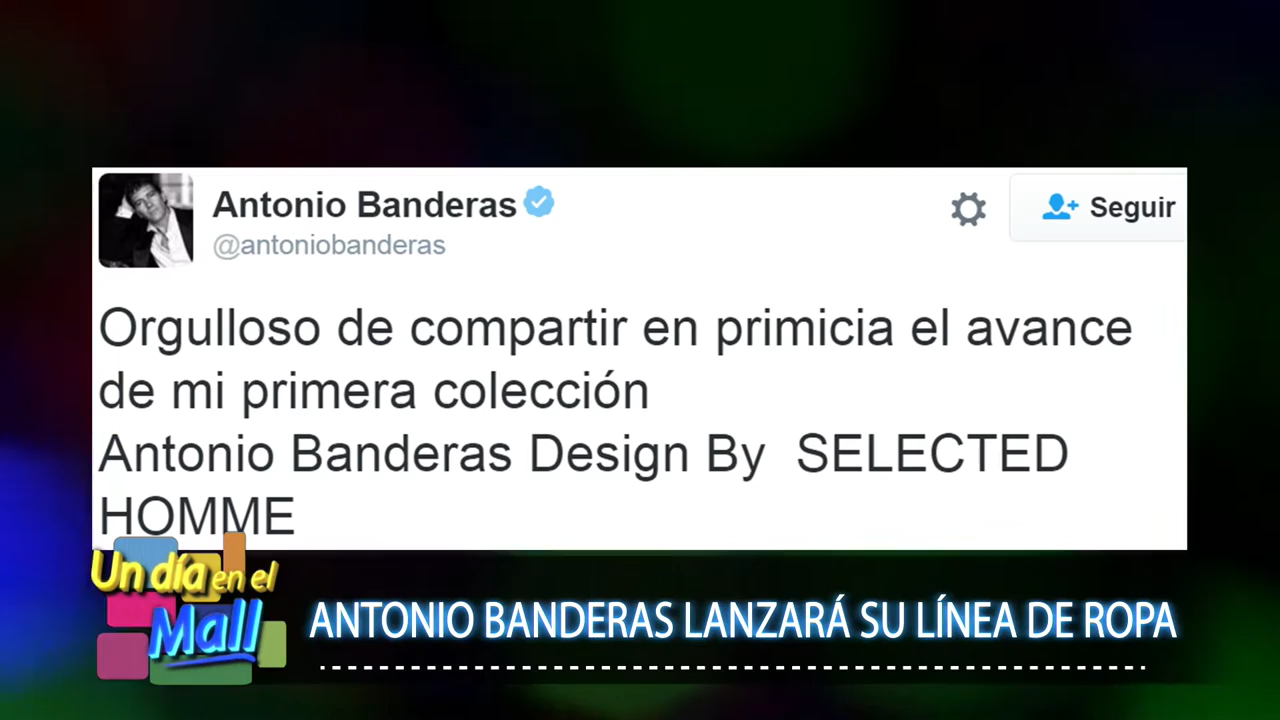 Antonio Banderas
@antoniobanderas
Seguir
Orgulloso de compartir en primicia el avance
de mi primera colección
Antonio Banderas Design By SELECTED
HOMME
Un día en el
Mall
ANTONIO BANDERAS LANZARÁ SU LÍNEA DE ROPA